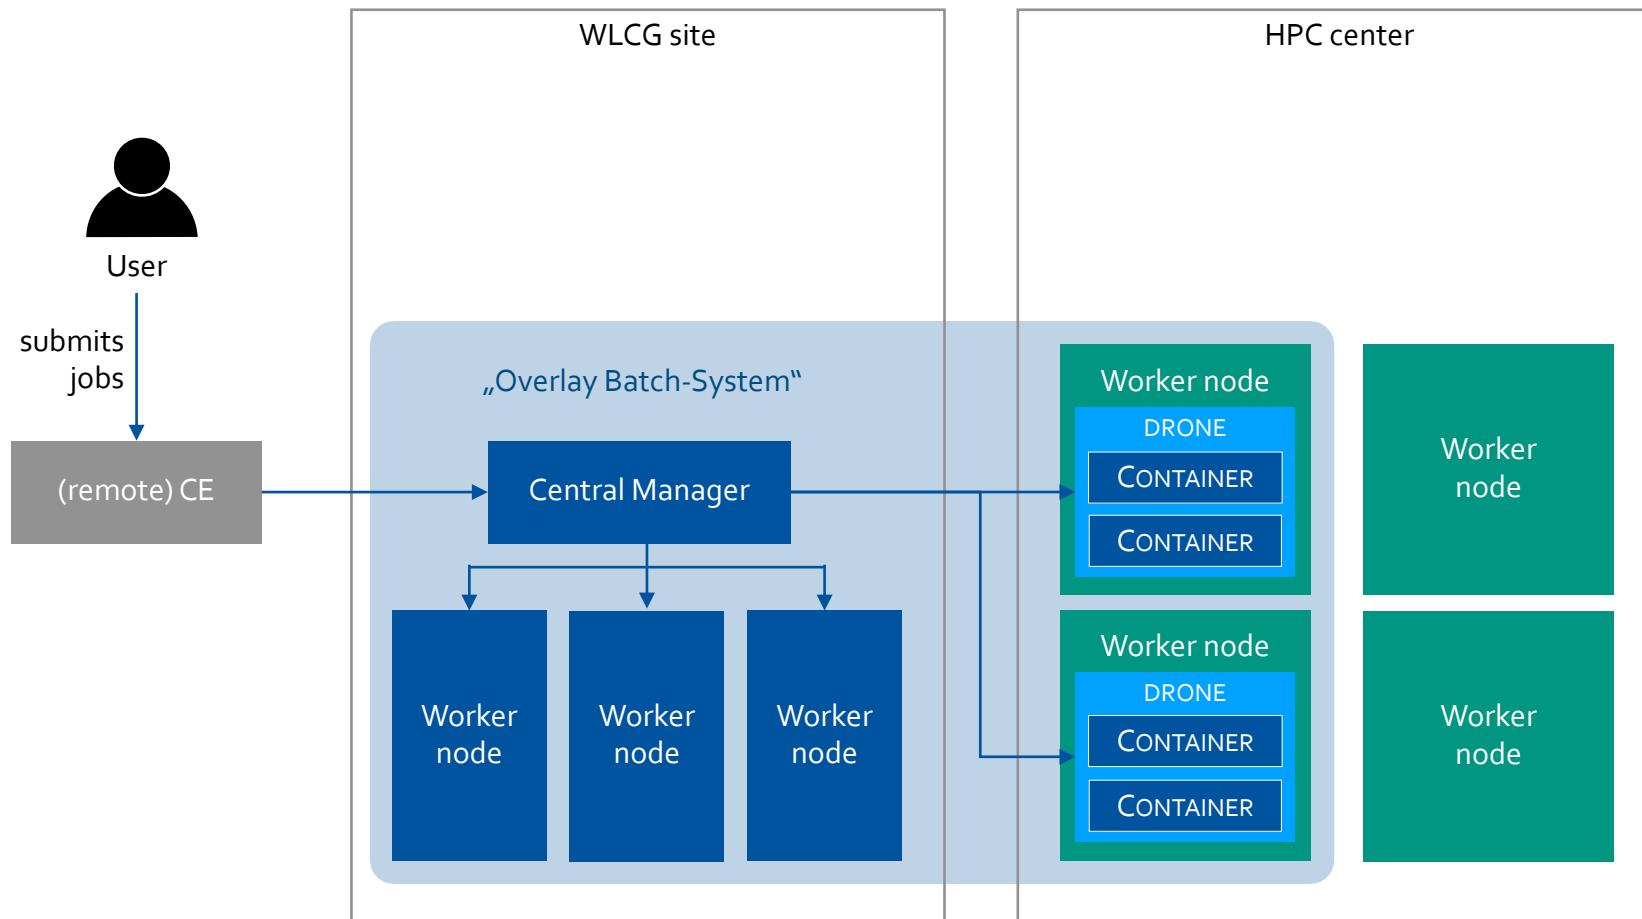 WLCG site
HPC center
User
submits
jobs
(remote) CE
„Overlay Batch-System“
Central Manager
Worker
node
Worker
node
Worker
node
Worker node
DRONE
CONTAINER
CONTAINER
Worker node
DRONE
CONTAINER
CONTAINER
Worker
node
Worker
node